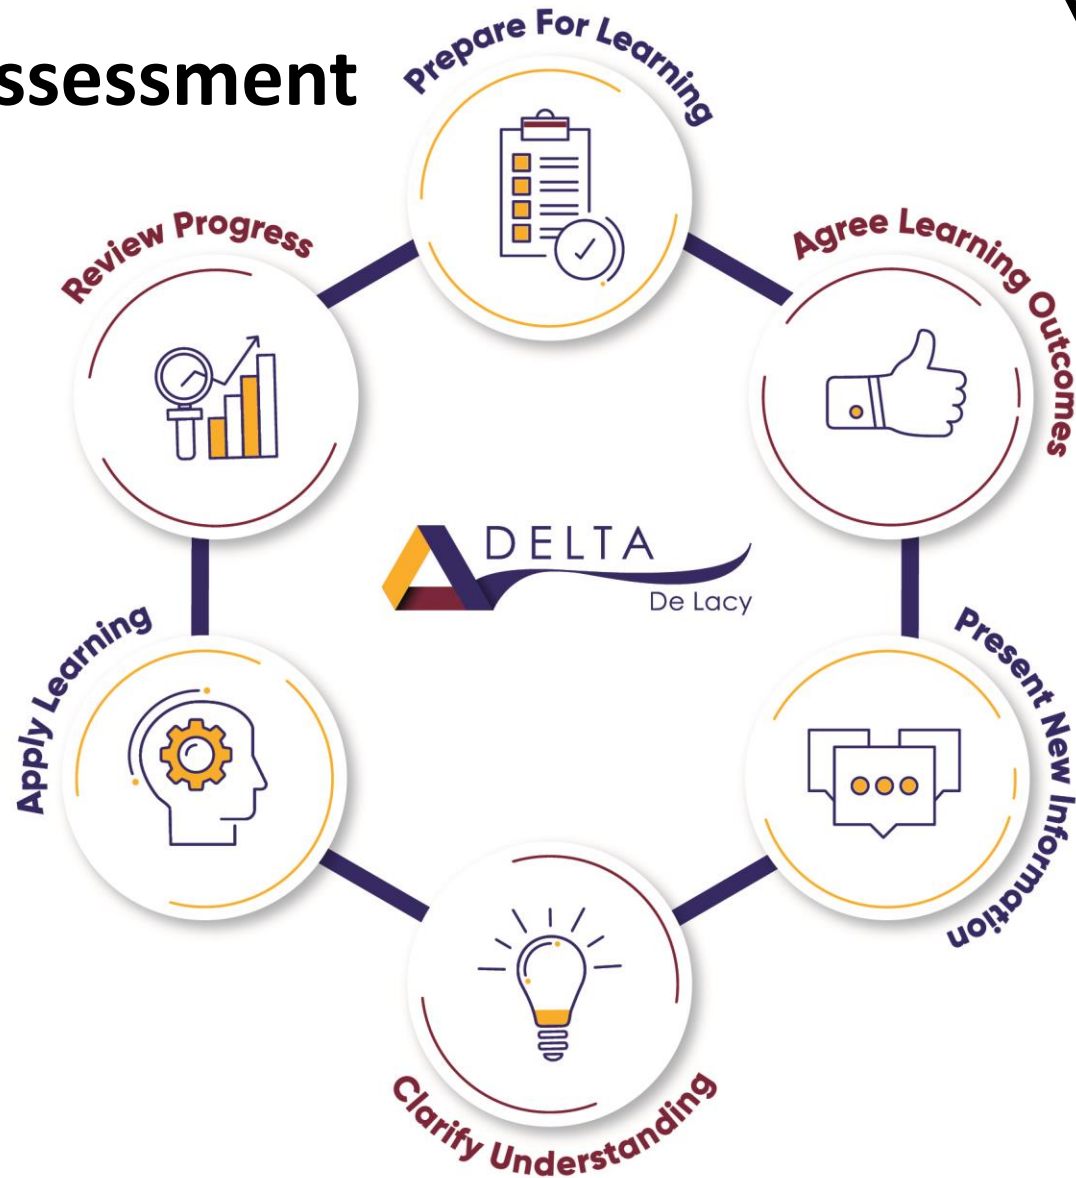 ssessment
Prepare For Learning
Agree Learning Outcomes
Present New Information
Clarify Understanding
Apply Learning
Review Progress
DELTA
De Lacy